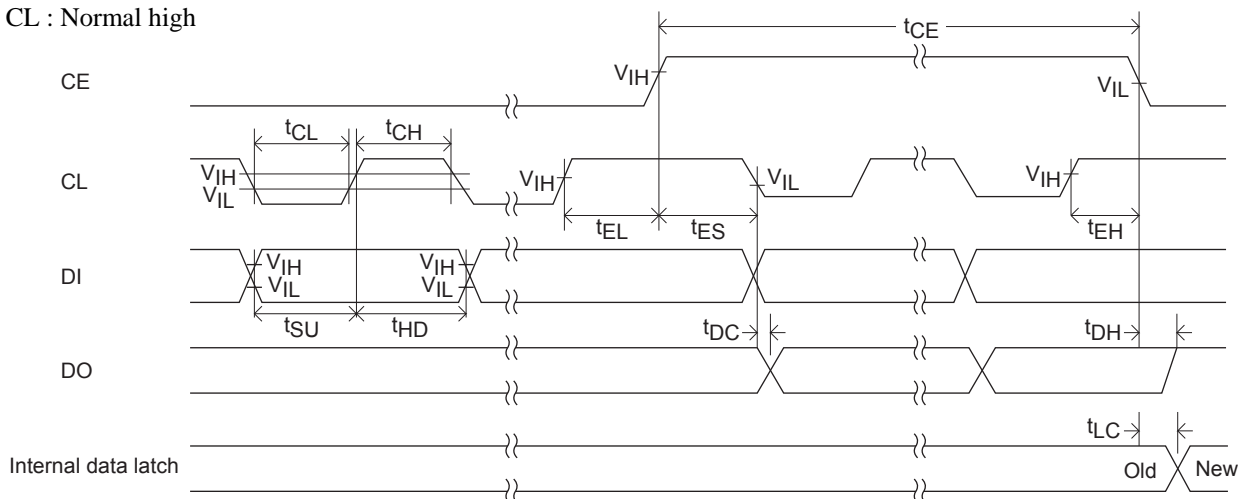 CL : Normal high
tCE
CE
VIH
VIL
tCL
tCH
CL
VIH
VIL
VIH
VIL
VIH
tEL
tES
tEH
DI
VIH
VIL
VIH
VIL
tSU
tHD
tDC
tDH
DO
tLC
Internal data latch
Old
New